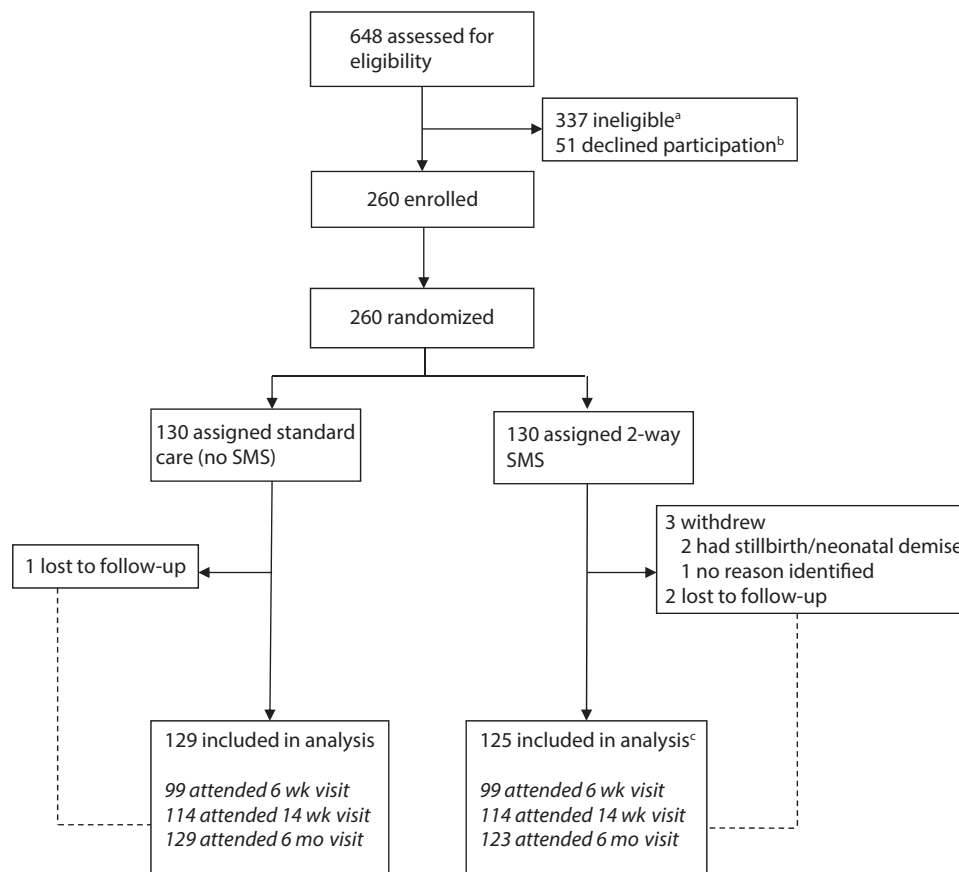 648 assessed for
eligibility
337 ineligibleᵃ
51 declined participationᵇ
260 enrolled
260 randomized
130 assigned standard
care (no SMS)
130 assigned 2-way
SMS
1 lost to follow-up
3 withdrew
2 had stillbirth/neonatal demise
1 no reason identified
2 lost to follow-up
129 included in analysis
99 attended 6 wk visit
114 attended 14 wk visit
129 attended 6 mo visit
125 included in analysisᶜ
99 attended 6 wk visit
114 attended 14 wk visit
123 attended 6 mo visit